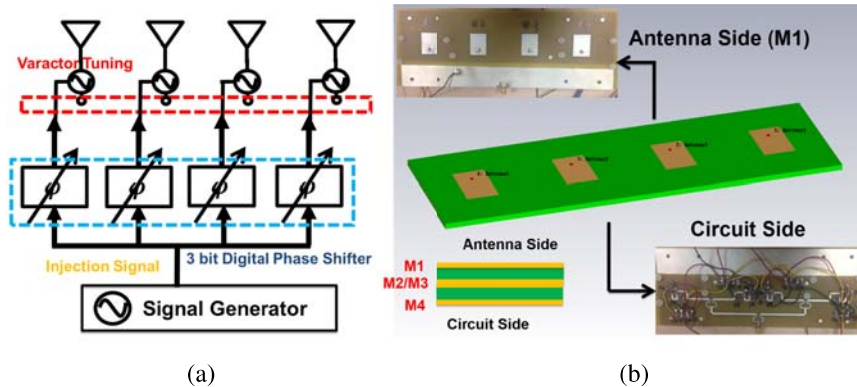 Varactor Tuning
φ φ φ φ
Injection Signal
3 bit Digital Phase Shifter
Signal Generator
(a)
Antenna Side (M1)
Antenna Side
M1
M2/M3
M4
Circuit Side
Circuit Side
(b)